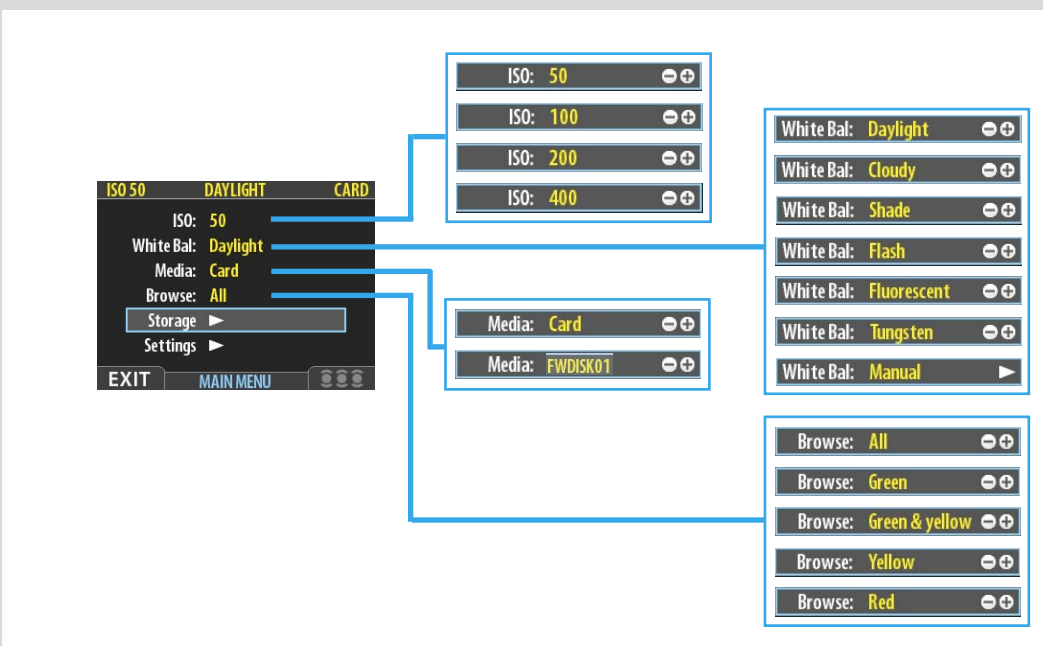 ISO 50 DAYLIGHT CARD
ISO: 50
White Bal: Daylight
Media: Card
Browse: All
Storage
Settings
EXIT MAIN MENU
ISO: 50
ISO: 100
ISO: 200
ISO: 400
Media: Card
Media: FWDISK01
White Bal: Daylight
White Bal: Cloudy
White Bal: Shade
White Bal: Flash
White Bal: Fluorescent
White Bal: Tungsten
White Bal: Manual
Browse: All
Browse: Green
Browse: Green & yellow
Browse: Yellow
Browse: Red